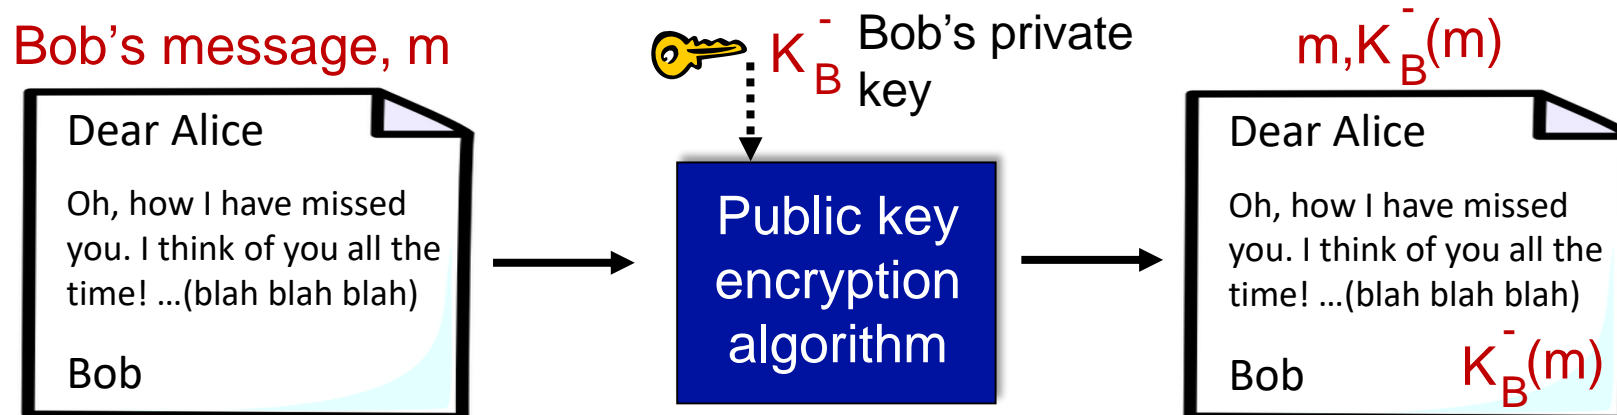 Bob’s message, m
Dear Alice
Oh, how I have missed
you. I think of you all the
time! ...(blah blah blah)
Bob
K
-
B
Bob’s private
key
Public key
encryption
algorithm
m,K
-
B
(m)
Dear Alice
Oh, how I have missed
you. I think of you all the
time! ...(blah blah blah)
Bob
K
-
B
(m)